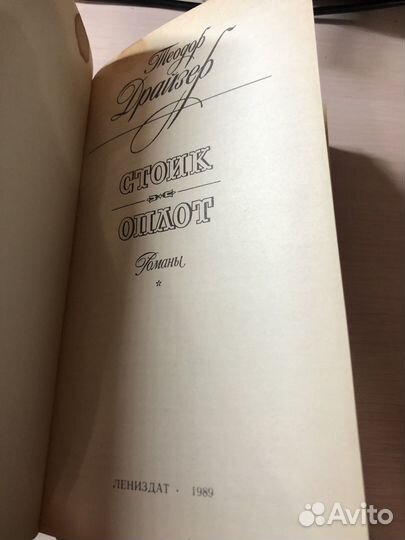 Теодор
Драйзер
СТОИК
ОПЛОТ
Романы
*
ЛЕНИЗДАТ · 1989
Avito